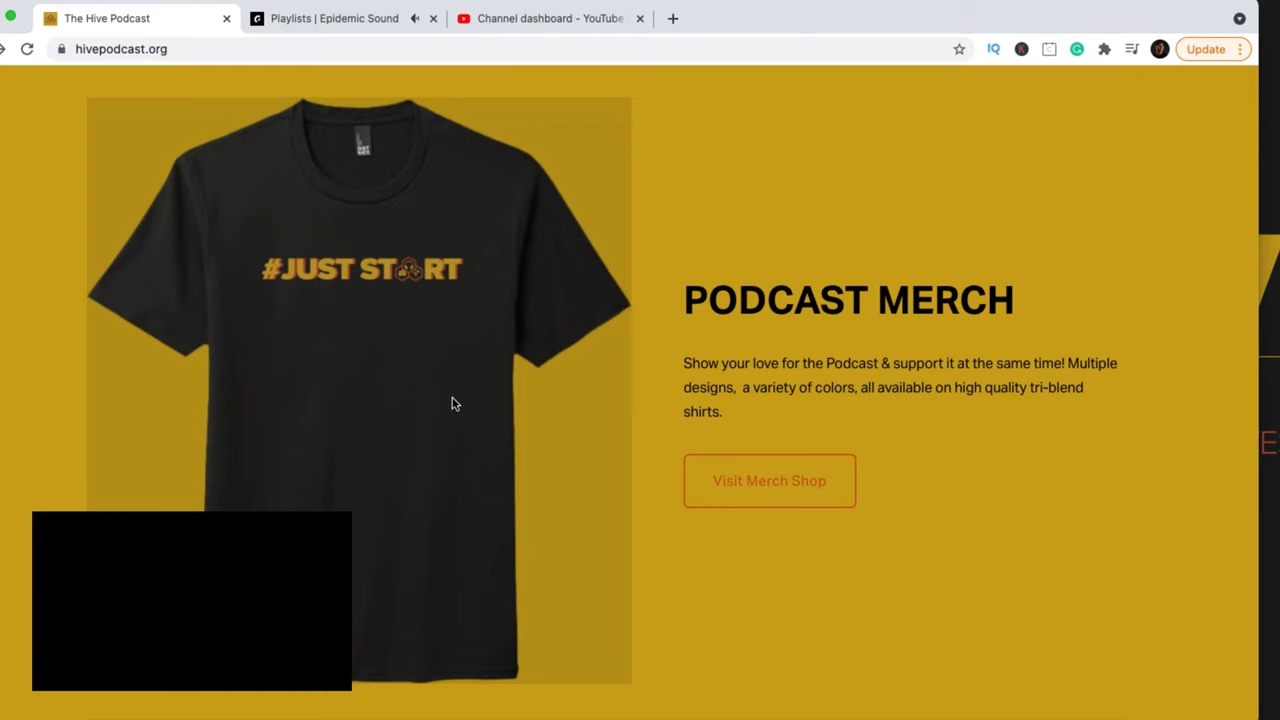 The Hive Podcast
Playlists | Epidemic Sound
Channel dashboard - YouTube
hivepodcast.org
IQ
Update
#JUST START
PODCAST MERCH
Show your love for the Podcast & support it at the same time! Multiple
designs, a variety of colors, all available on high quality tri-blend
shirts.
Visit Merch Shop